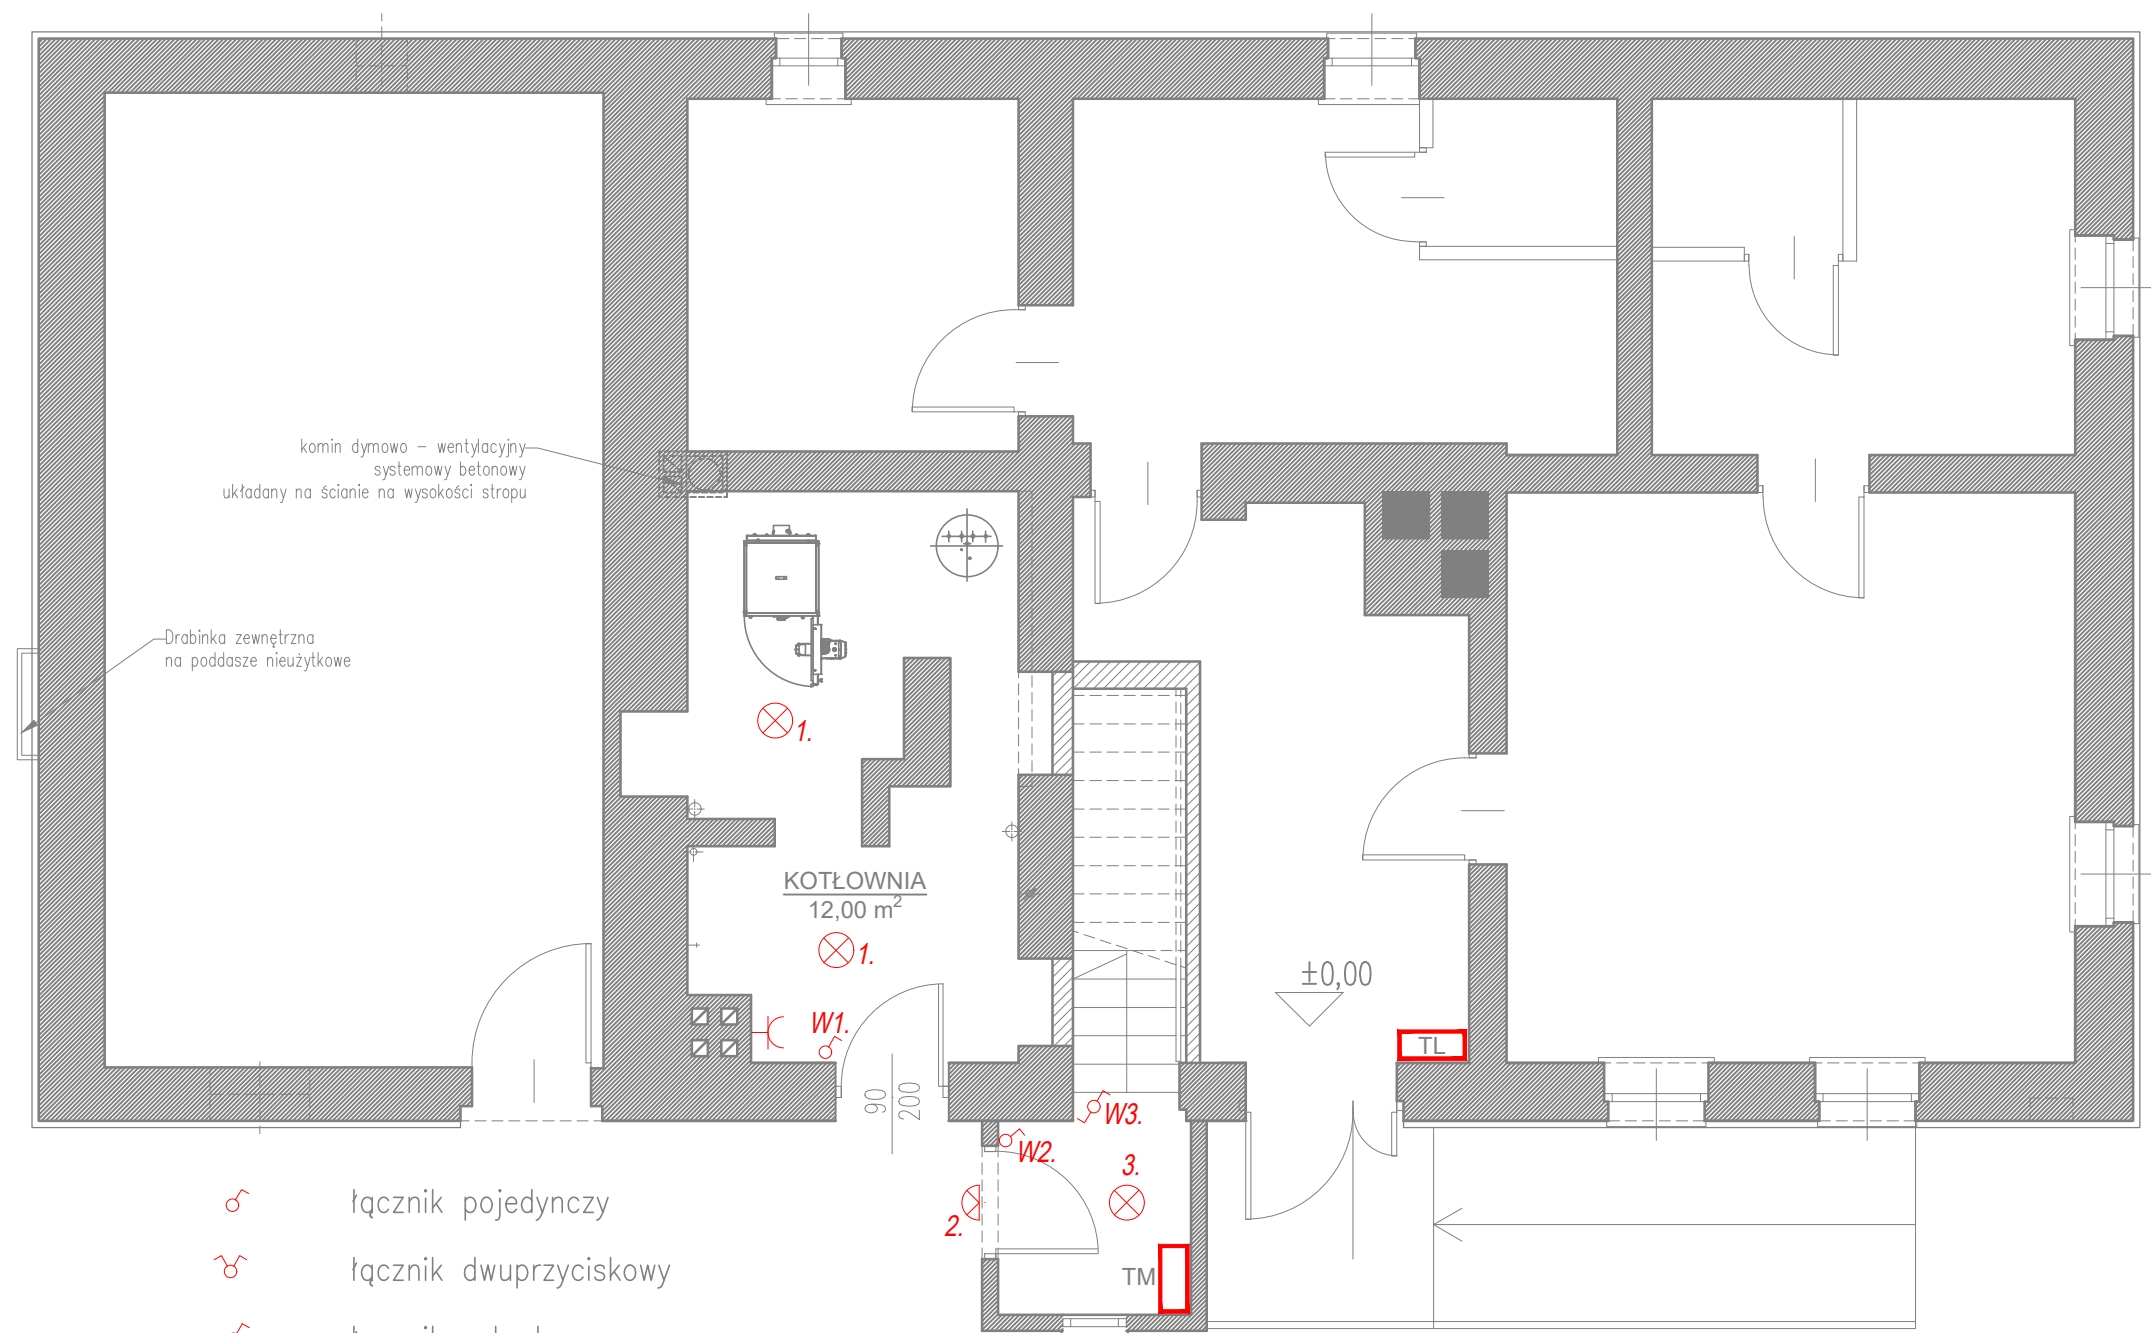 komin dymowo – wentylacyjny
systemowy betonowy
układany na ścianie na wysokości stropu
Drabinka zewnętrzna
na poddasze nieużytkowe
1.
KOTŁOWNIA
12,00 m²
1.
W1.
90
200
±0,00
TL
W3.
W2.
3.
2.
TM
łącznik pojedynczy
łącznik dwuprzyciskowy